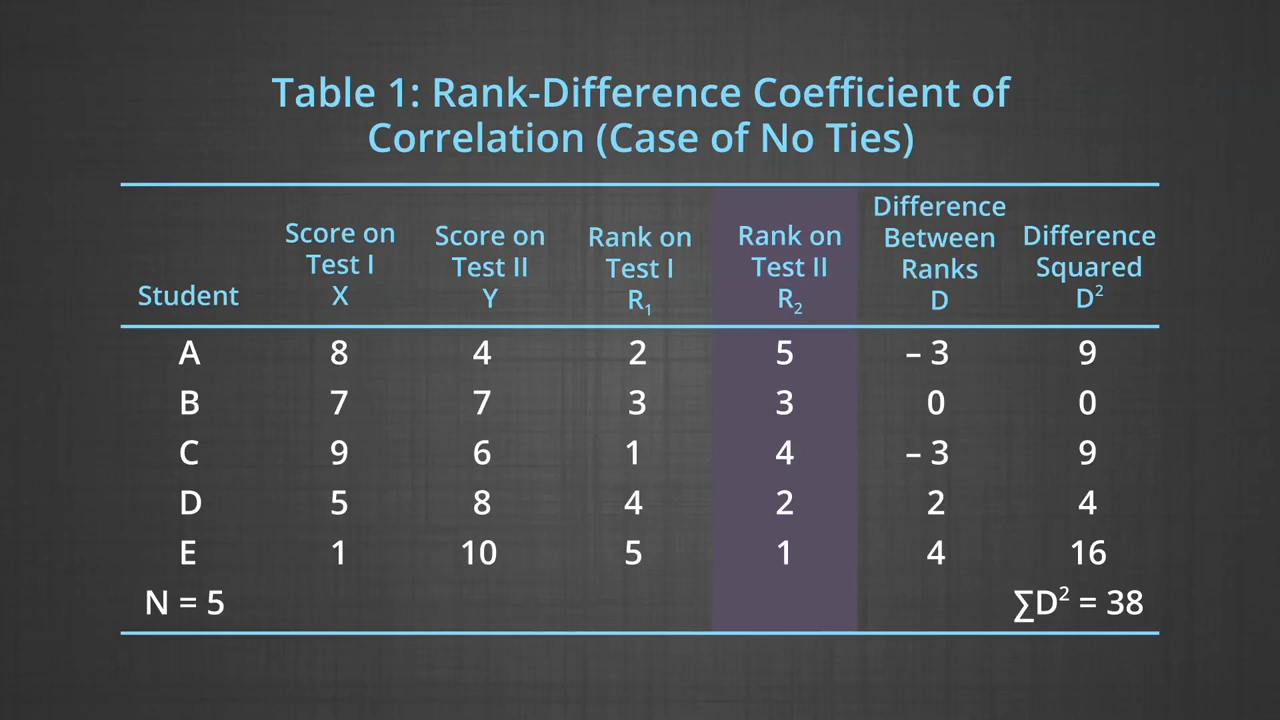 Table 1: Rank-Difference Coefficient of
Correlation (Case of No Ties)
Student Score on Test I X Score on Test II Y Rank on Test I R₁ Rank on Test II R₂ Difference Between Ranks D Difference Squared D²
A 8 4 2 5 – 3 9
B 7 7 3 3 0 0
C 9 6 1 4 – 3 9
D 5 8 4 2 2 4
E 1 10 5 1 4 16
N = 5 ∑D² = 38